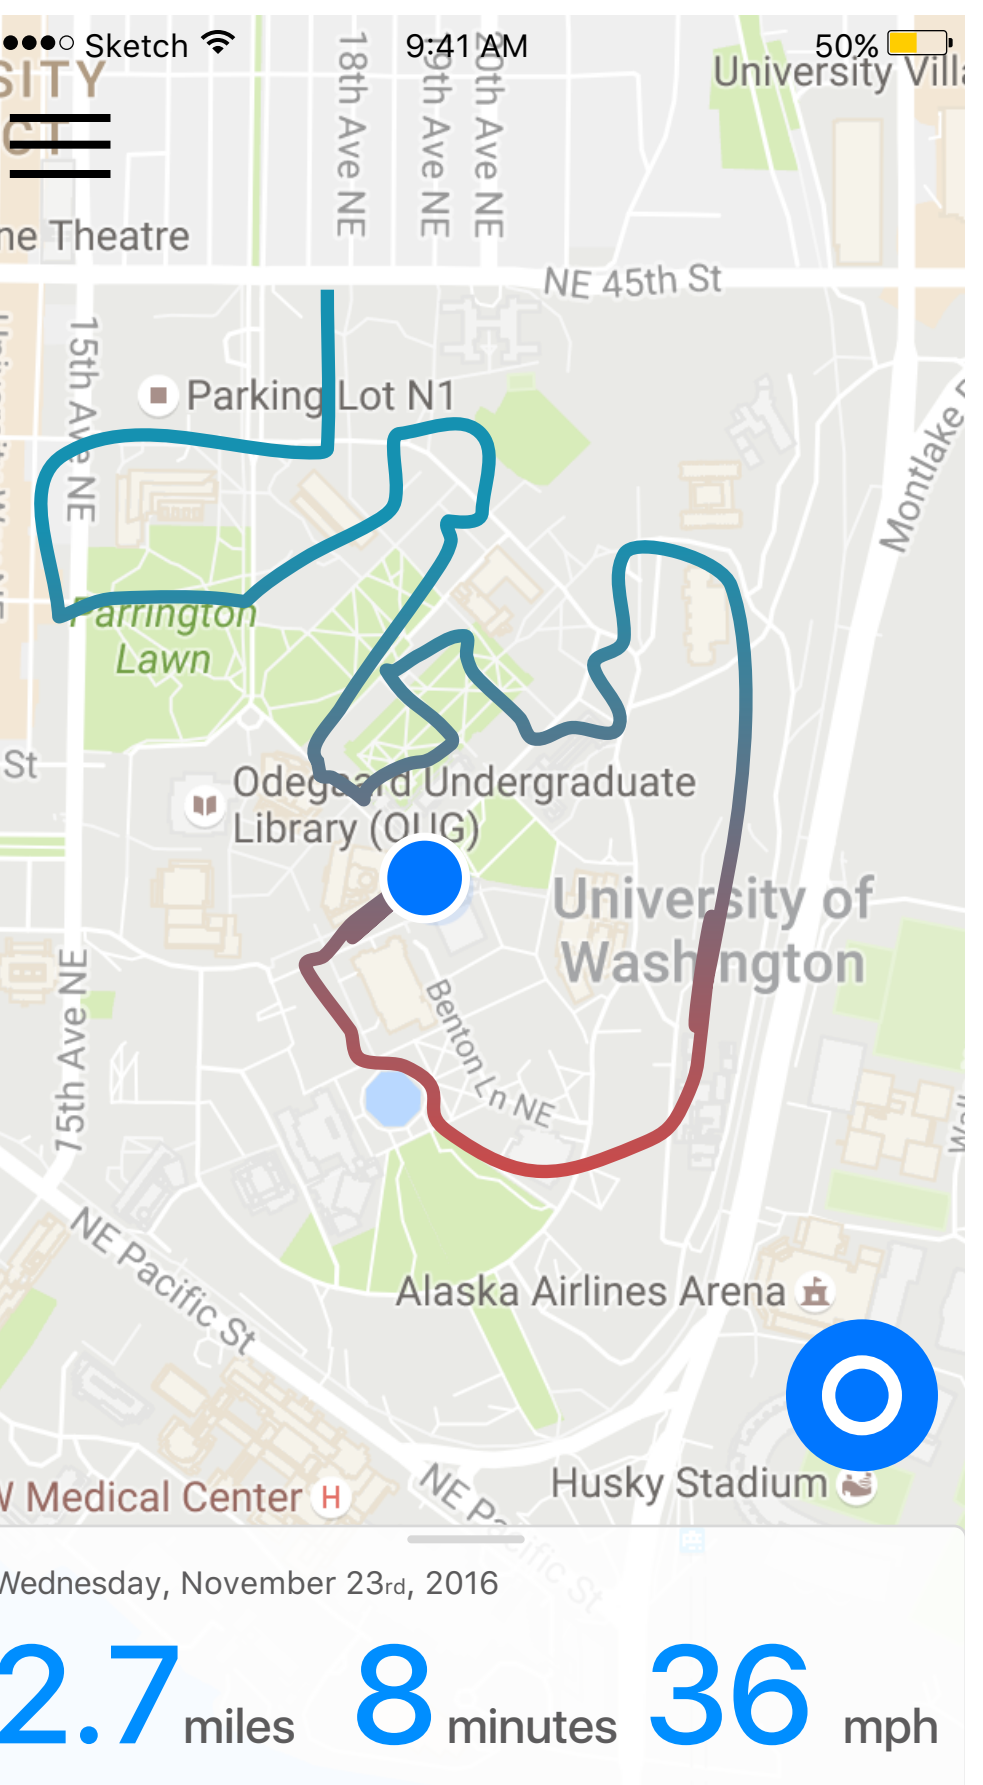 Sketch 9:41 AM 50%
SITY
CT
University Villa
18th Ave NE
19th Ave NE
20th Ave NE
ne Theatre
NE 45th St
15th Ave NE
Parking Lot N1
Montlake
Parrington
Lawn
St
Odegaard Undergraduate
Library (OUG)
University of
Washington
15th Ave NE
Benton Ln NE
NE Pacific St
Alaska Airlines Arena
Husky Stadium
W Medical Center H
NE Pacific St
Wednesday, November 23rd, 2016
2.7 miles 8 minutes 36 mph